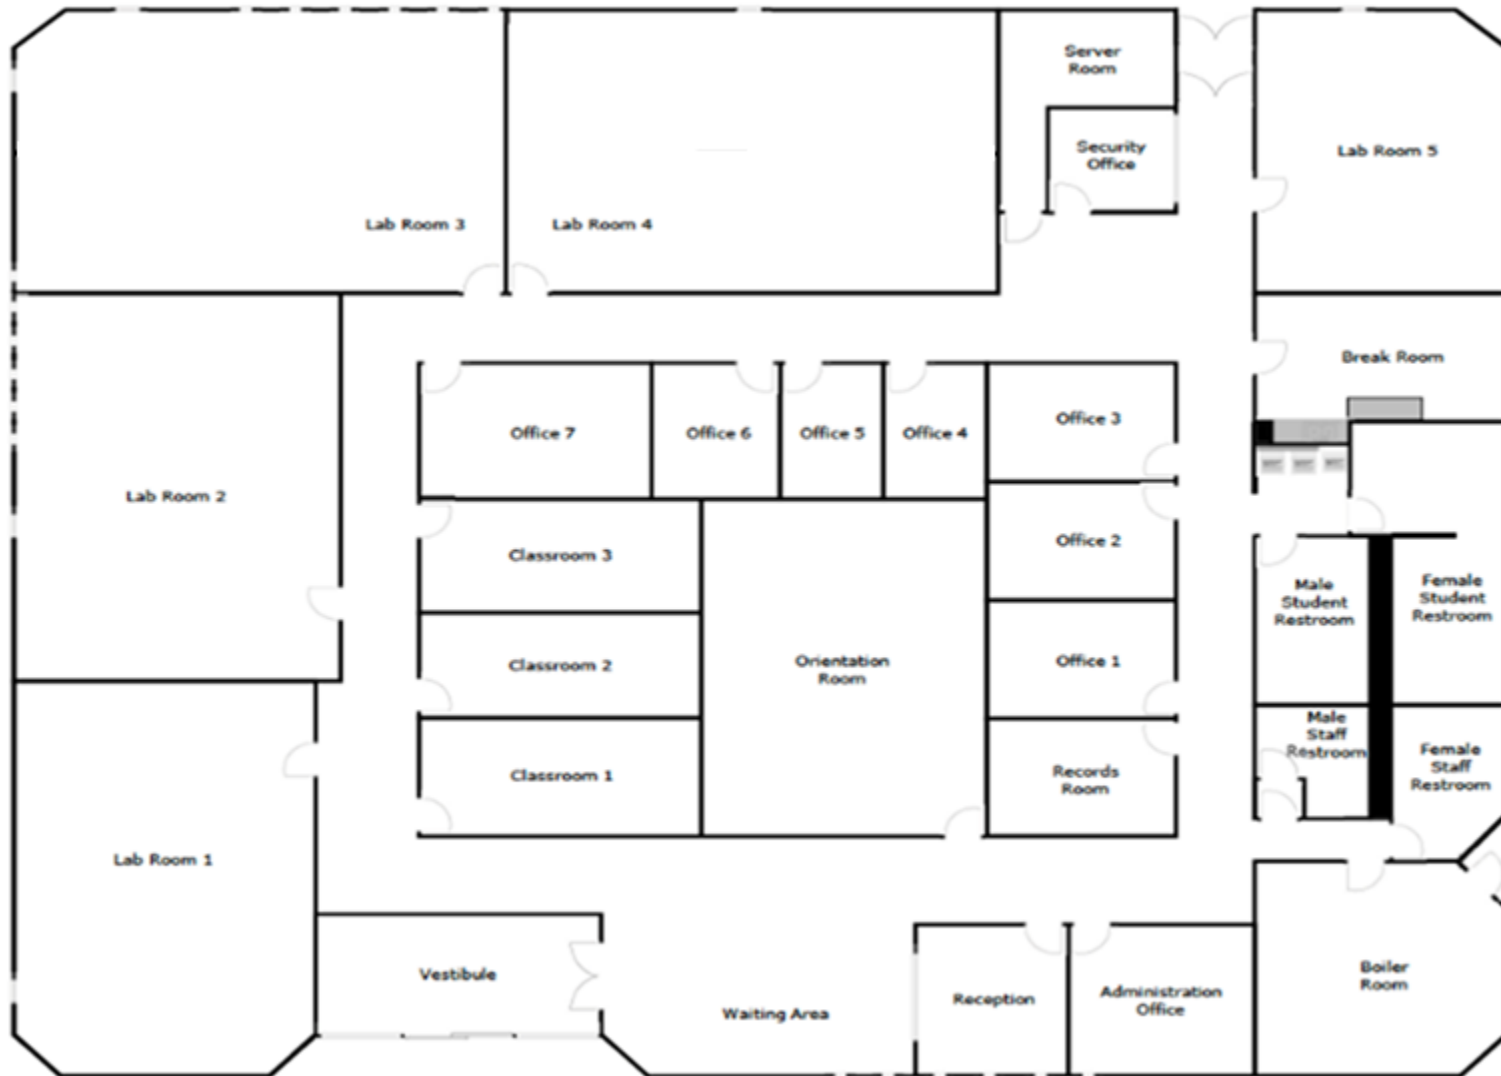 Server
Room
Security
Office
Lab Room 5
Lab Room 3
Lab Room 4
Break Room
Office 3
Office 7
Office 6
Office 5
Office 4
Lab Room 2
Office 2
Classroom 3
Male
Student
Restroom
Female
Student
Restroom
Classroom 2
Orientation
Room
Office 1
Male
Staff
Restroom
Female
Staff
Restroom
Classroom 1
Records
Room
Lab Room 1
Vestibule
Waiting Area
Reception
Administration
Office
Boiler
Room